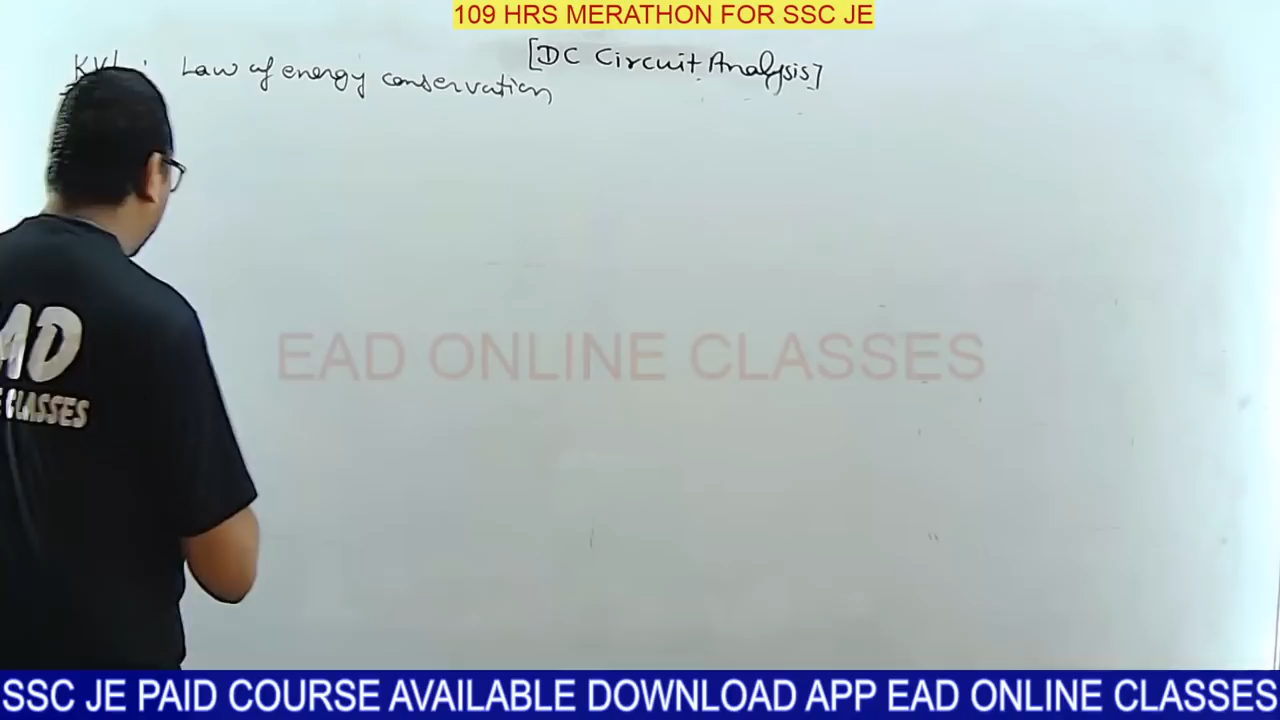 109 HRS MERATHON FOR SSC JE
[DC Circuit Analysis]
KVL : Law of energy conservation
EAD ONLINE CLASSES
AD
CLASSES
SSC JE PAID COURSE AVAILABLE DOWNLOAD APP EAD ONLINE CLASSES